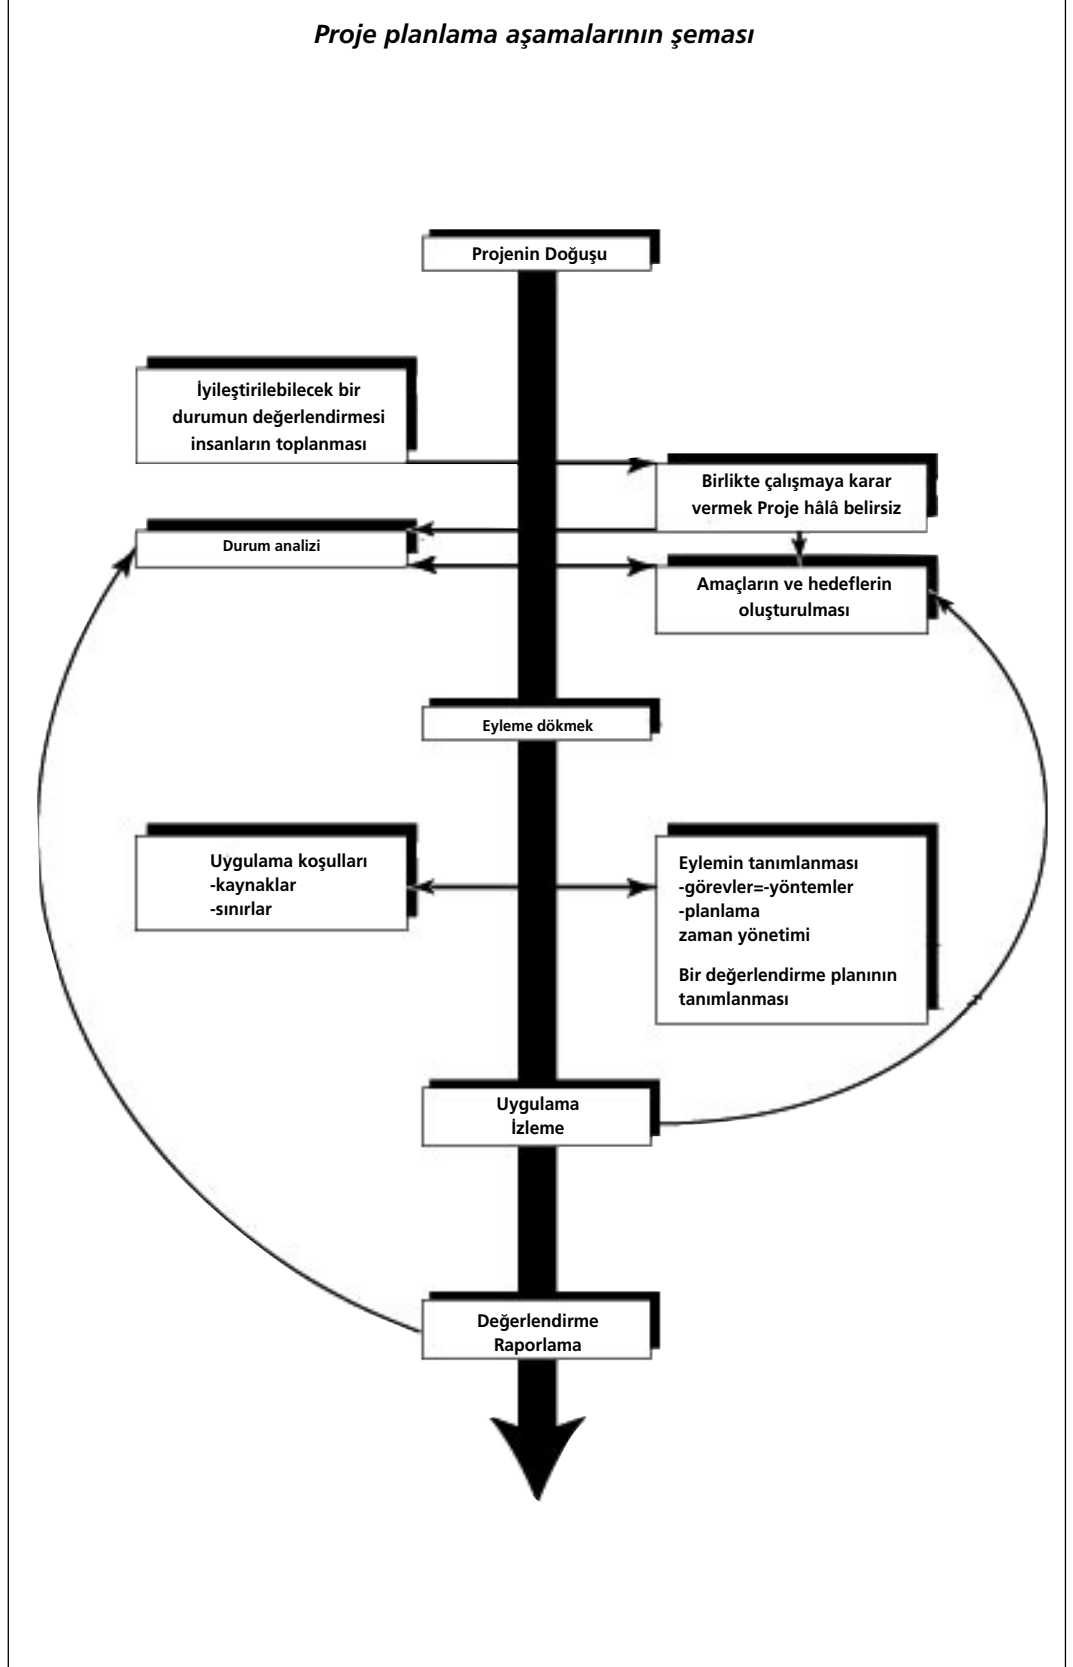 Proje planlama aşamalarının şeması
Projenin Doğuşu
İyileştirilebilecek bir
durumun değerlendirmesi
insanların toplanması
Birlikte çalışmaya karar
vermek Proje hâlâ belirsiz
Durum analizi
Amaçların ve hedeflerin
oluşturulması
Eyleme dökmek
Uygulama koşulları
-kaynaklar
-sınırlar
Eylemin tanımlanması
-görevler=-yöntemler
-planlama
zaman yönetimi
Bir değerlendirme planının
tanımlanması
Uygulama
İzleme
Değerlendirme
Raporlama